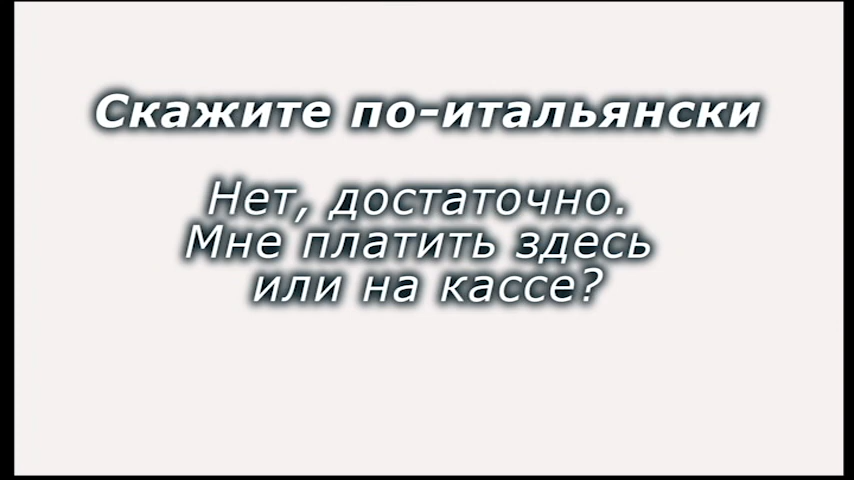 Скажите по-итальянски
Нет, достаточно.
Мне платить здесь
или на кассе?